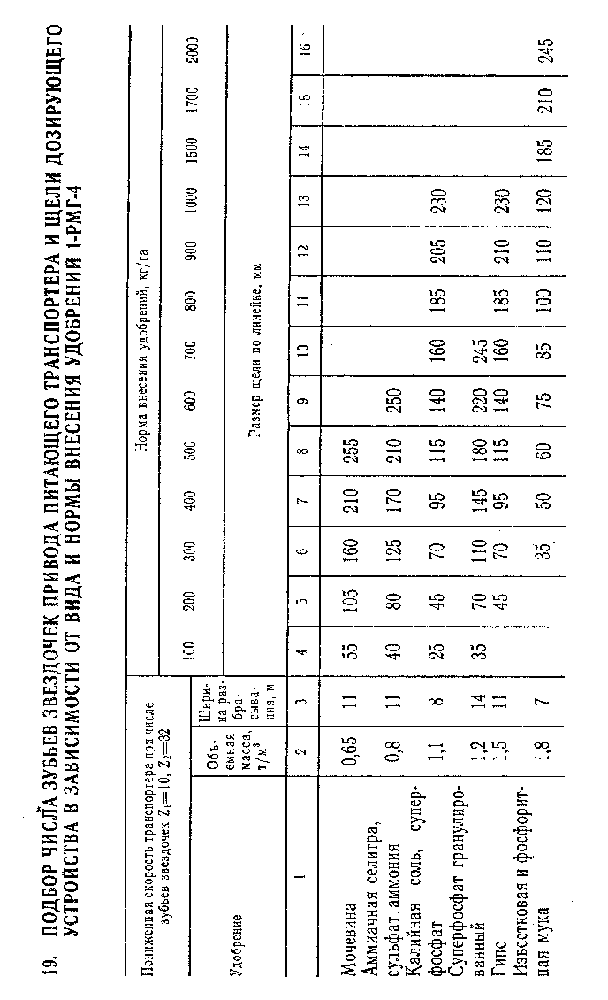 19. ПОДБОР ЧИСЛА ЗУБЬЕВ ЗВЕЗДОЧЕК ПРИВОДА ПИТАЮЩЕГО ТРАНСПОРТЕРА И ЩЕЛИ ДОЗИРУЮЩЕГО
УСТРОЙСТВА В ЗАВИСИМОСТИ ОТ ВИДА И НОРМЫ ВНЕСЕНИЯ УДОБРЕНИЙ 1-РМГ-4
Пониженная скорость транспортера при числе
зубьев звездочек Z₁=10, Z₂=32
Норма внесения удобрений, кг/га
Удобрение
Объ-
емная
масса,
т/м³
Шири-
на раз-
бра-
сыва-
ния, м
100 200 300 400 500 600 700 800 900 1000 1500 1700 2000
Размер щели по линейке, мм
1 2 3 4 5 6 7 8 9 10 11 12 13 14 15 16
Мочевина 0,65 11 55 105 160 210 255
Аммиачная селитра,
сульфат аммония 0,8 11 40 80 125 170 210 250
Калийная соль, супер-
фосфат 1,1 8 25 45 70 95 115 140 160 185 205 230
Суперфосфат гранулиро-
ванный 1,2 14 35 70 110 145 180 220 245
Гипс 1,5 11 45 70 95 115 140 160 185 210 230
Известковая и фосфорит-
ная мука 1,8 7 35 50 60 75 85 100 110 120 185 210 245